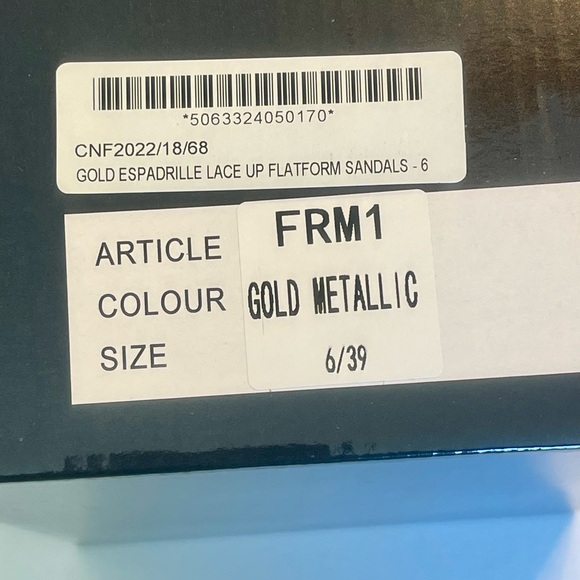 *5063324050170*
CNF2022/18/68
GOLD ESPADRILLE LACE UP FLATFORM SANDALS - 6
ARTICLE FRM1
COLOUR GOLD METALLIC
SIZE 6/39